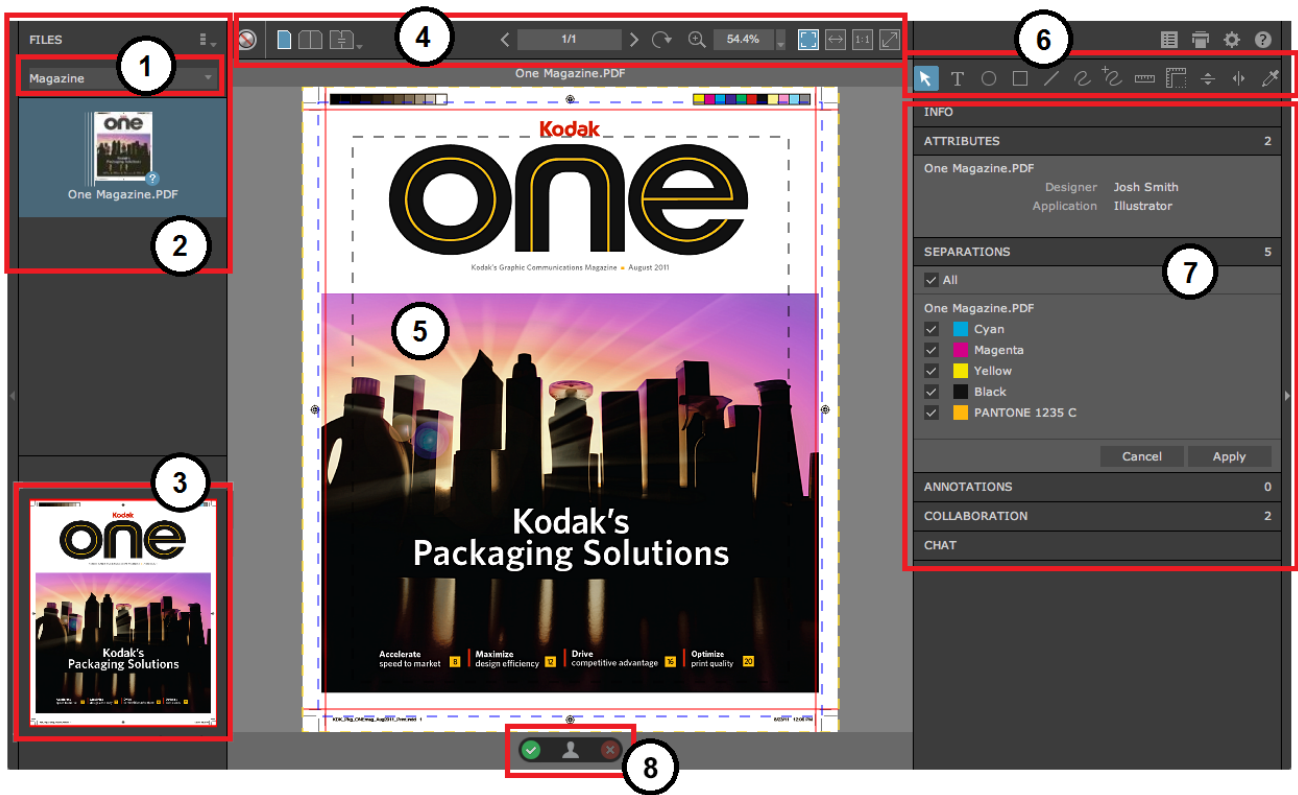 FILES
1
Magazine
one
One Magazine.PDF
2
3
Kodak
one
Kodak's
Packaging Solutions
4
1/1
54.4%
1:1
One Magazine.PDF
Kodak
one
Kodak's Graphic Communications Magazine ■ August 2011
5
Kodak's
Packaging Solutions
Accelerate
speed to market 8
Maximize
design efficiency 12
Drive
competitive advantage 16
Optimize
print quality 20
8
6
T
INFO
ATTRIBUTES 2
One Magazine.PDF
Designer Josh Smith
Application Illustrator
SEPARATIONS 5
7
All
One Magazine.PDF
Cyan
Magenta
Yellow
Black
PANTONE 1235 C
Cancel Apply
ANNOTATIONS 0
COLLABORATION 2
CHAT